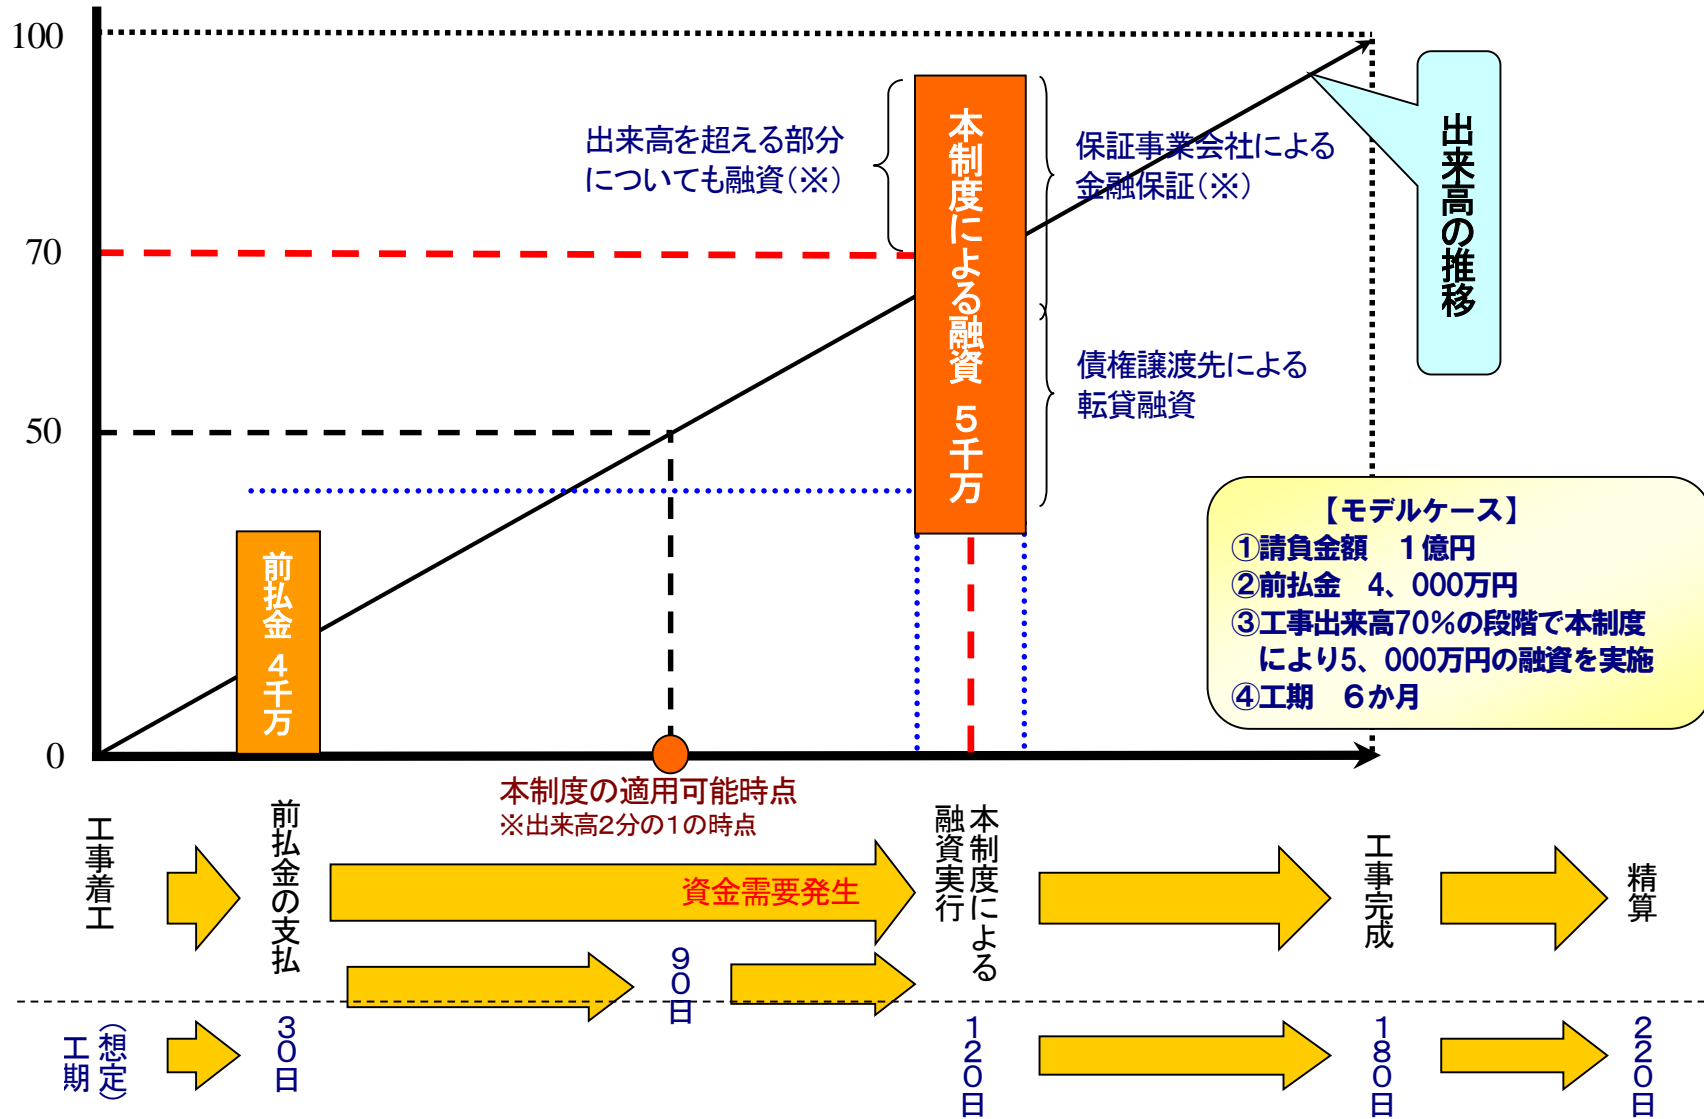 100
70
50
0
出来高を超える部分
についても融資(※)
本制度による融資 5千万
保証事業会社による
金融保証(※)
債権譲渡先による
転貸融資
出来高の推移
前払金 4千万
【モデルケース】
①請負金額 1億円
②前払金 4、000万円
③工事出来高70%の段階で本制度
により5、000万円の融資を実施
④工期 6か月
本制度の適用可能時点
※出来高2分の1の時点
工事着工
前払金の支払
資金需要発生
本制度による
融資実行
工事完成
精算
90日
(想定)
工期
30日
120日
180日
220日